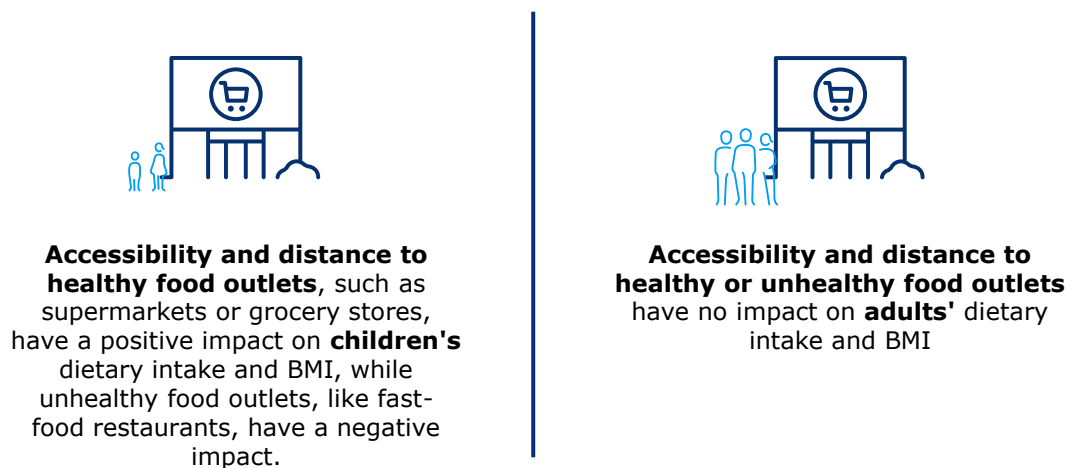 Accessibility and distance to
healthy food outlets, such as
supermarkets or grocery stores,
have a positive impact on children's
dietary intake and BMI, while
unhealthy food outlets, like fast-
food restaurants, have a negative
impact.
Accessibility and distance to
healthy or unhealthy food outlets
have no impact on adults' dietary
intake and BMI